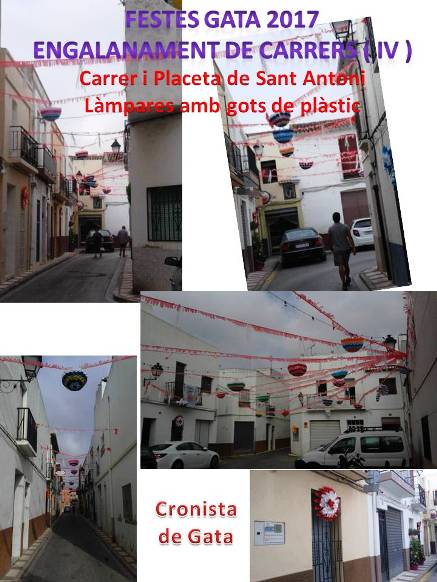 FESTES GATA 2017
ENGALANAMENT DE CARRERS ( IV )
Carrer i Placeta de Sant Antoni
Làmpares amb gots de plàstic
Cronista
de Gata